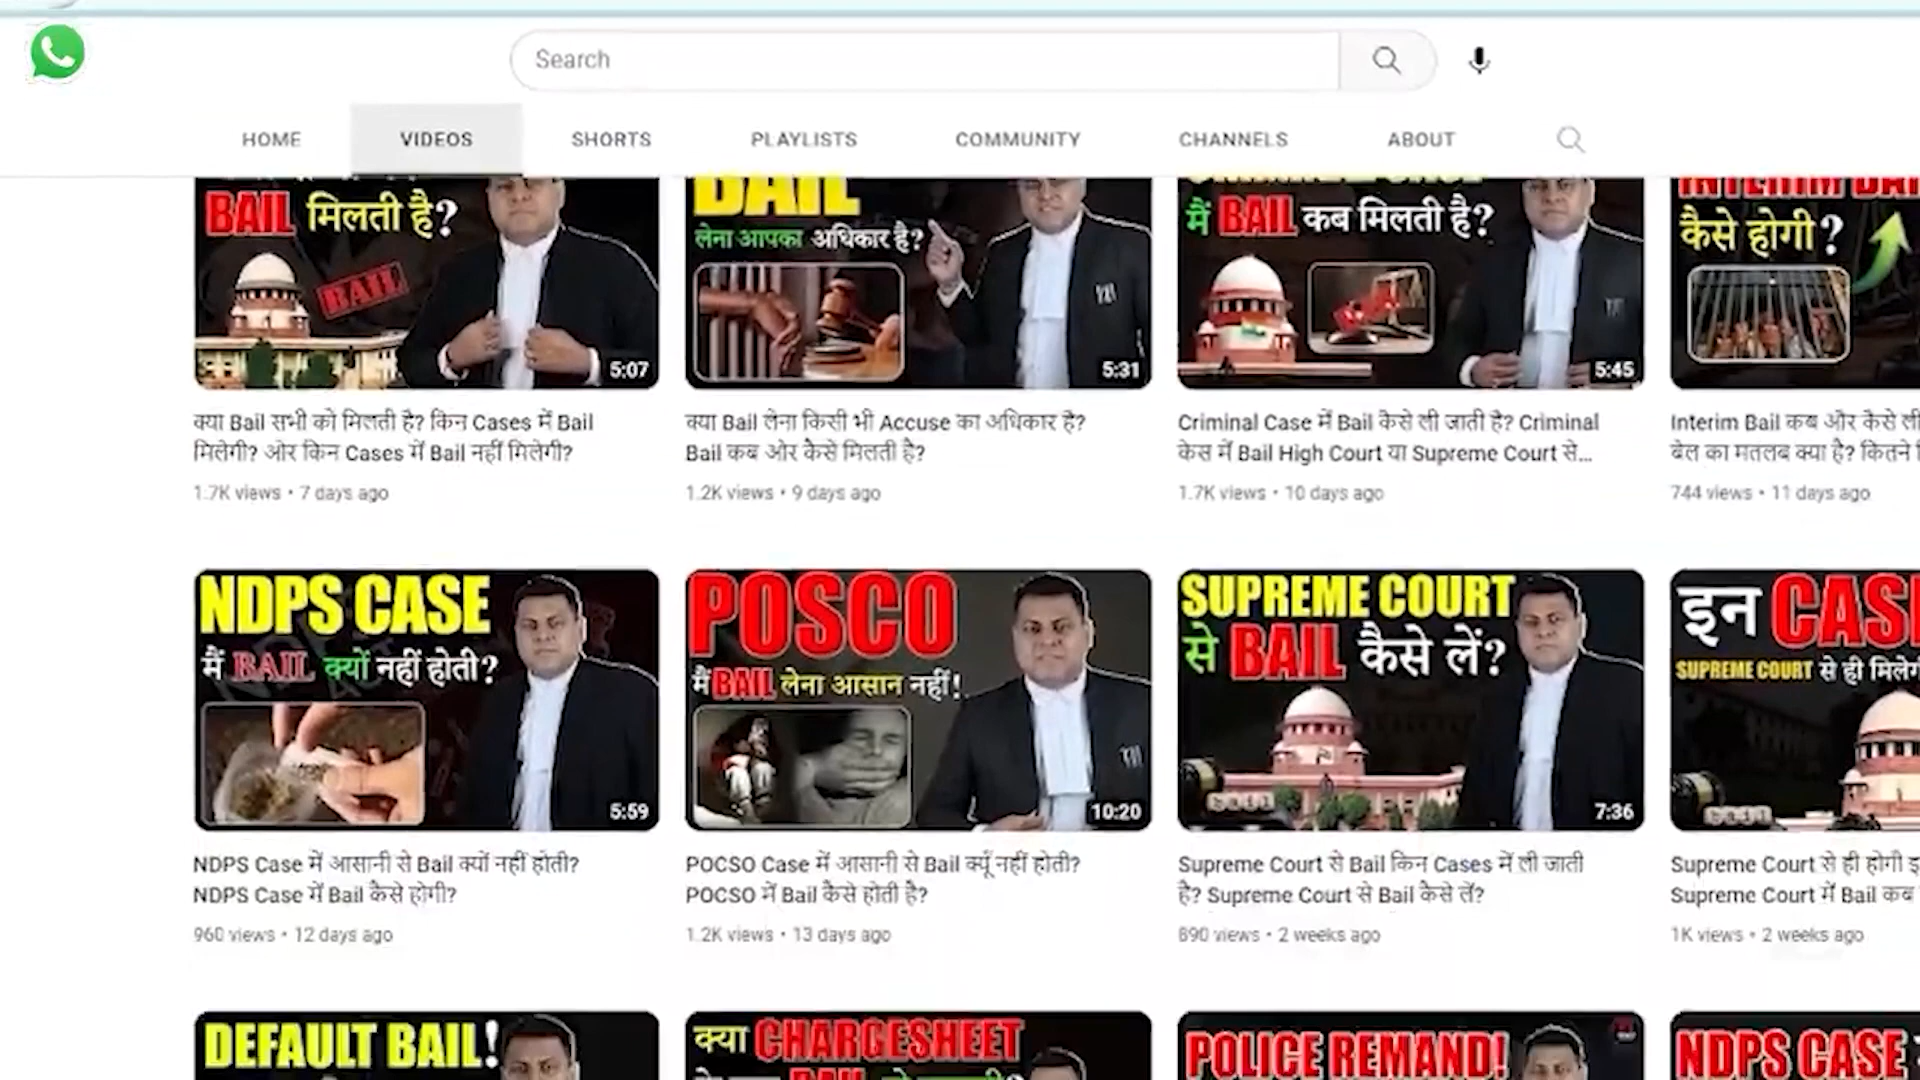 Search
HOME
VIDEOS
SHORTS
PLAYLISTS
COMMUNITY
CHANNELS
ABOUT
BAIL मिलती है?
BAIL
5:07
BAIL
लेना आपका अधिकार है?
5:31
मैं BAIL कब मिलती है?
5:45
INTERIM BAI
कैसे होगी?
क्या Bail सभी को मिलती है? किन Cases में Bail
मिलेगी? ओर किन Cases में Bail नहीं मिलेगी?
1.7K views • 7 days ago
क्या Bail लेना किसी भी Accuse का अधिकार है?
Bail कब ओर कैसे मिलती है?
1.2K views • 9 days ago
Criminal Case में Bail कैसे ली जाती है? Criminal
केस में Bail High Court या Supreme Court से...
1.7K views • 10 days ago
Interim Bail कब और कैसे ली
बेल का मतलब क्या है? कितने
744 views • 11 days ago
NDPS CASE
मैं BAIL क्यों नहीं होती?
5:59
POSCO
मैं BAIL लेना आसान नहीं!
10:20
SUPREME COURT
से BAIL कैसे लें?
7:36
इन CASE
SUPREME COURT से ही मिलेग
NDPS Case में आसानी से Bail क्यों नहीं होती?
NDPS Case में Bail कैसे होगी?
960 views • 12 days ago
POCSO Case में आसानी से Bail क्यूँ नहीं होती?
POCSO में Bail कैसे होती है?
1.2K views • 13 days ago
Supreme Court से Bail किन Cases में ली जाती
है? Supreme Court से Bail कैसे लें?
890 views • 2 weeks ago
Supreme Court से ही होगी इ
Supreme Court में Bail कब
1K views • 2 weeks ago
DEFAULT BAIL!
क्या CHARGESHEET
POLICE REMAND!
NDPS CASE